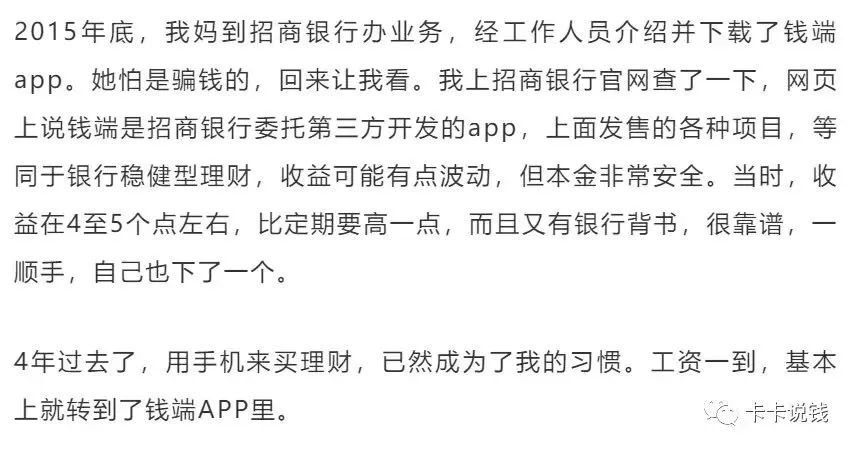 2015年底，我妈到招商银行办业务，经工作人员介绍并下载了钱端
app。她怕是骗钱的，回来让我看。我上招商银行官网查了一下，网页
上说钱端是招商银行委托第三方开发的app，上面发售的各种项目，等
同于银行稳健型理财，收益可能有点波动，但本金非常安全。当时，收
益在4至5个点左右，比定期要高一点，而且又有银行背书，很靠谱，一
顺手，自己也下了一个。
4年过去了，用手机来买理财，已然成为了我的习惯。工资一到，基本
上就转到了钱端APP里。
卡卡说钱